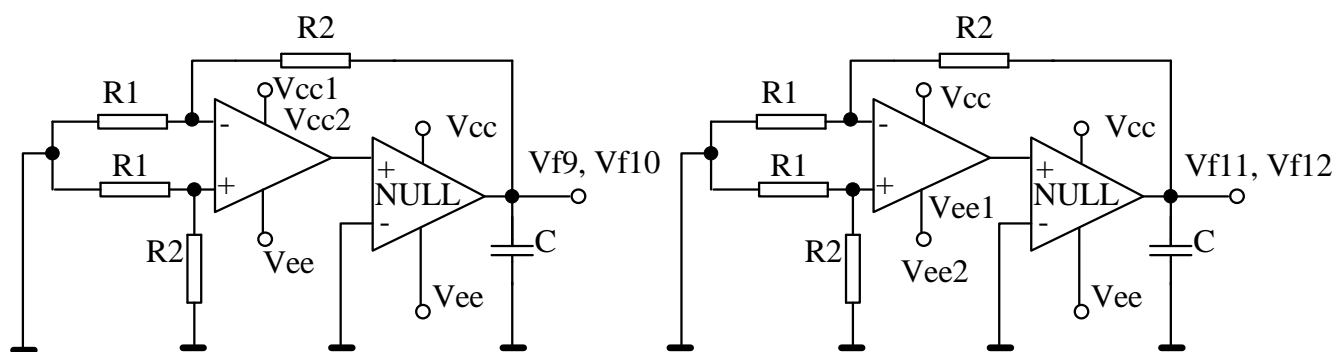 R2
R1
Vcc1
Vcc2
-
Vcc
R1
+
+
NULL
-
Vf9, Vf10
R2
Vee
C
Vee
R2
R1
Vcc
-
Vcc
R1
+
+
NULL
-
Vf11, Vf12
Vee1
R2
Vee2
C
Vee